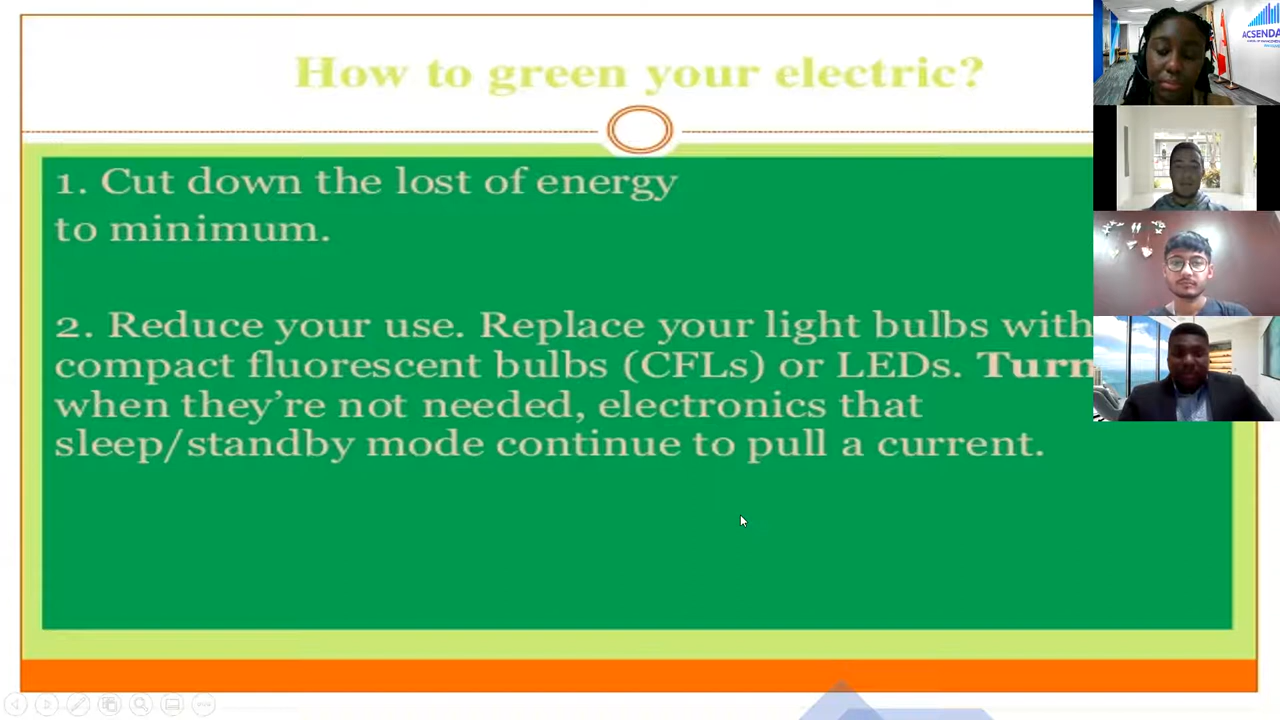 How to green your electric?
1. Cut down the lost of energy
to minimum.
2. Reduce your use. Replace your light bulbs with
compact fluorescent bulbs (CFLs) or LEDs. Turn
when they're not needed, electronics that
sleep/standby mode continue to pull a current.